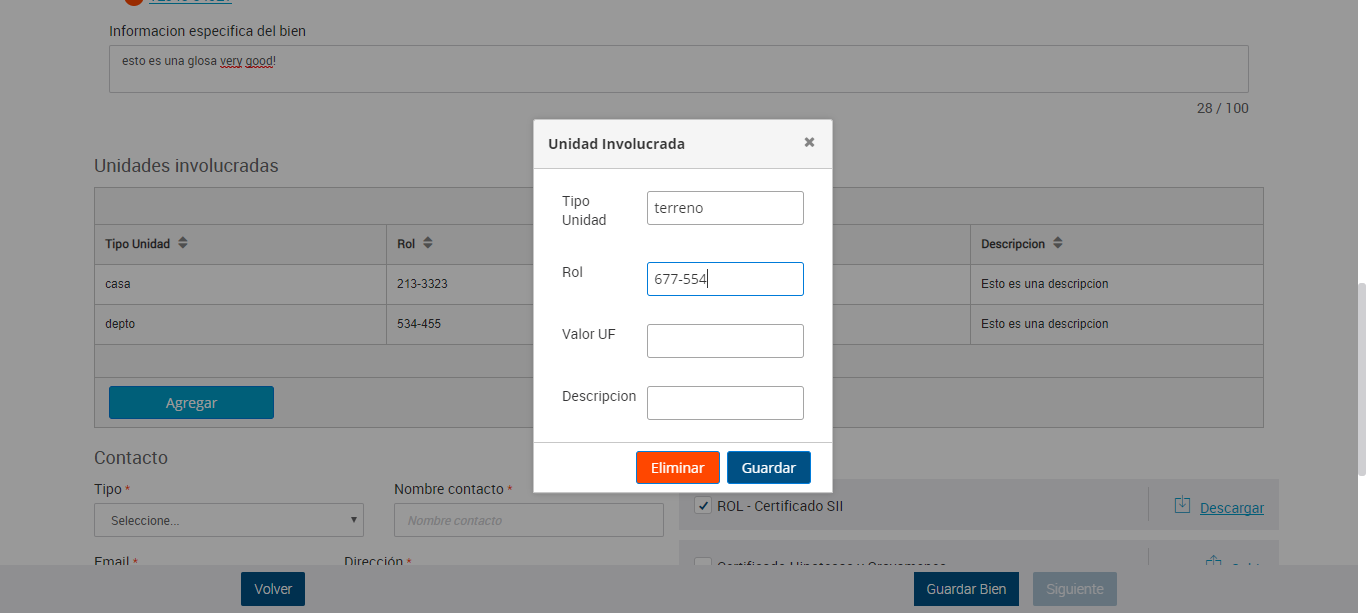 Informacion especifica del bien
esto es una glosa very good!
28 / 100
Unidad Involucrada
Unidades involucradas
Tipo Unidad
terreno
Tipo Unidad Rol Descripcion
Rol
677-554
casa 213-3323 Esto es una descripcion
depto 534-455 Esto es una descripcion
Valor UF
Descripcion
Agregar
Eliminar Guardar
Contacto
Tipo * Nombre contacto *
Seleccione... Nombre contacto
ROL - Certificado SII Descargar
Email * Dirección *
Volver Guardar Bien Siguiente